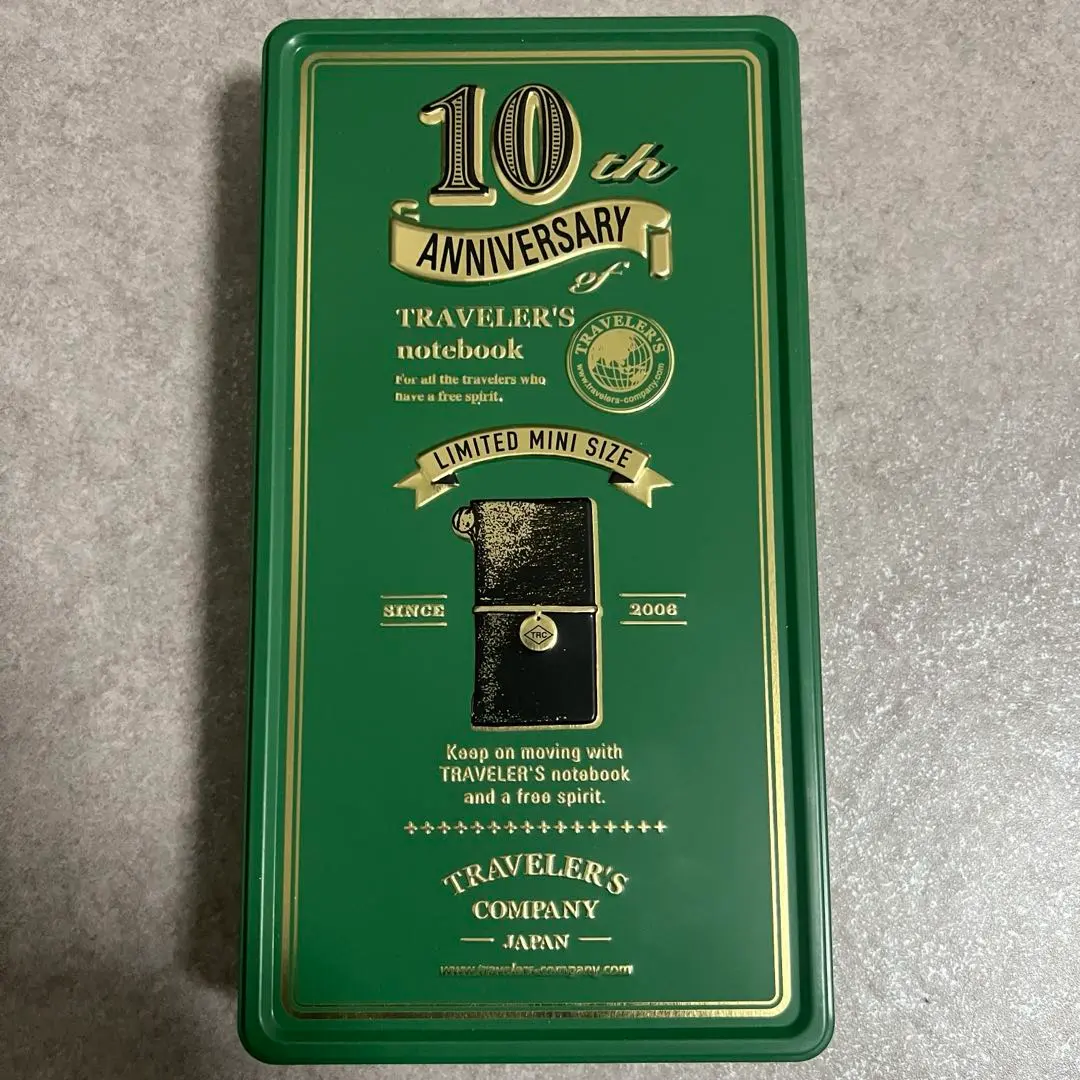 10th
ANNIVERSARY
of
TRAVELER'S
notebook
For all the travelers who
have a free spirit.
TRAVELER'S
www.travelers-company.com
LIMITED MINI SIZE
SINCE
2006
TRC
Keep on moving with
TRAVELER'S notebook
and a free spirit.
TRAVELER'S
COMPANY
JAPAN
www.travelers-company.com